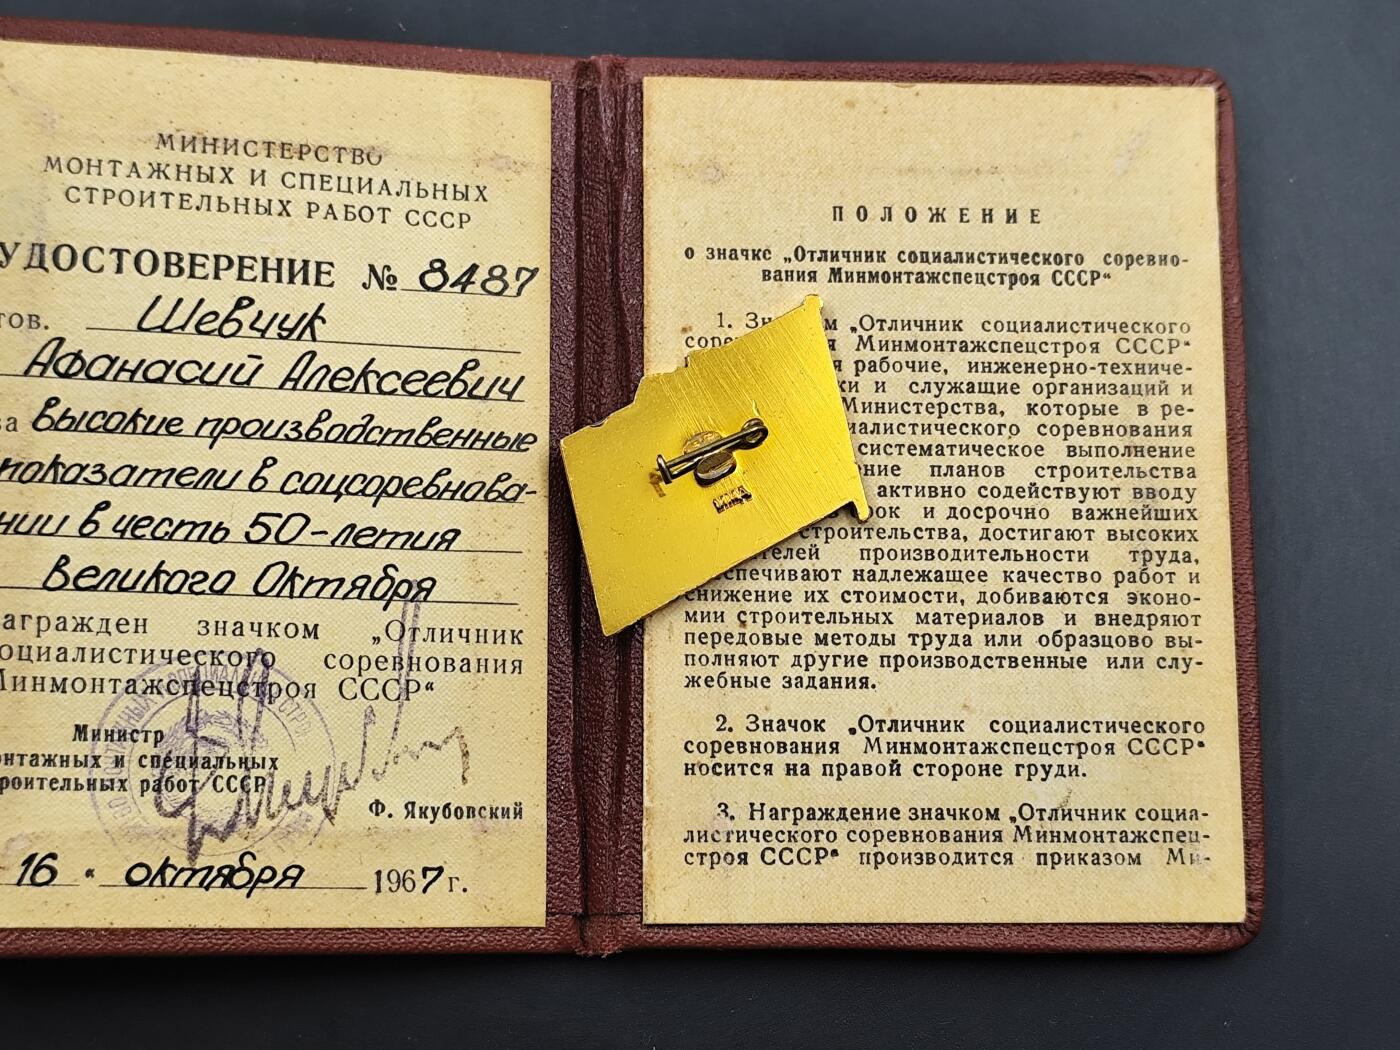 МИНИСТЕРСТВО
МОНТАЖНЫХ И СПЕЦИАЛЬНЫХ
СТРОИТЕЛЬНЫХ РАБОТ СССР
УДОСТОВЕРЕНИЕ № 8487
тов. Шевчук
Афанасий Алексеевич
за высокие производственные
показатели в соцсоревнова-
нии в честь 50-летия
Великого Октября
награжден значком „Отличник
социалистического соревнования
Минмонтажспецстроя СССР“
Министр
монтажных и специальных
строительных работ СССР
Ф. Якубовский
16 " октября 1967 г.
ПОЛОЖЕНИЕ
о значке „Отличник социалистического соревно-
вания Минмонтажспецстроя СССР“
1. „Отличник социалистического
Минмонтажспецстроя СССР“
рабочие, инженерно-техниче-
и служащие организаций и
Министерства, которые в ре-
соревнования
систематическое выполнение
планов строительства
активно содействуют вводу
и досрочно важнейших
строительства, достигают высоких
производительности труда,
надлежащее качество работ и
снижение их стоимости, добиваются эконо-
мии строительных материалов и внедряют
передовые методы труда или образцово вы-
полняют другие производственные или слу-
жебные задания.
2. Значок „Отличник социалистического
соревнования Минмонтажспецстроя СССР“
носится на правой стороне груди.
3. Награждение значком „Отличник социа-
листического соревнования Минмонтажспец-
строя СССР“ производится приказом Ми-